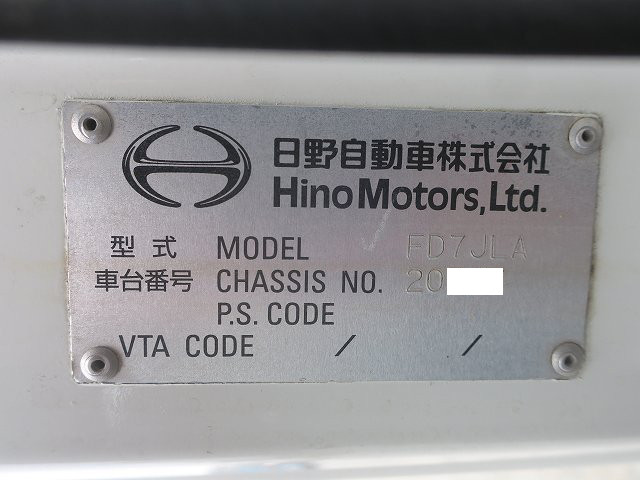 日野自動車株式会社
Hino Motors, Ltd.
型式 MODEL FD7JLA
車台番号 CHASSIS NO. 20
P.S. CODE
VTA CODE / /